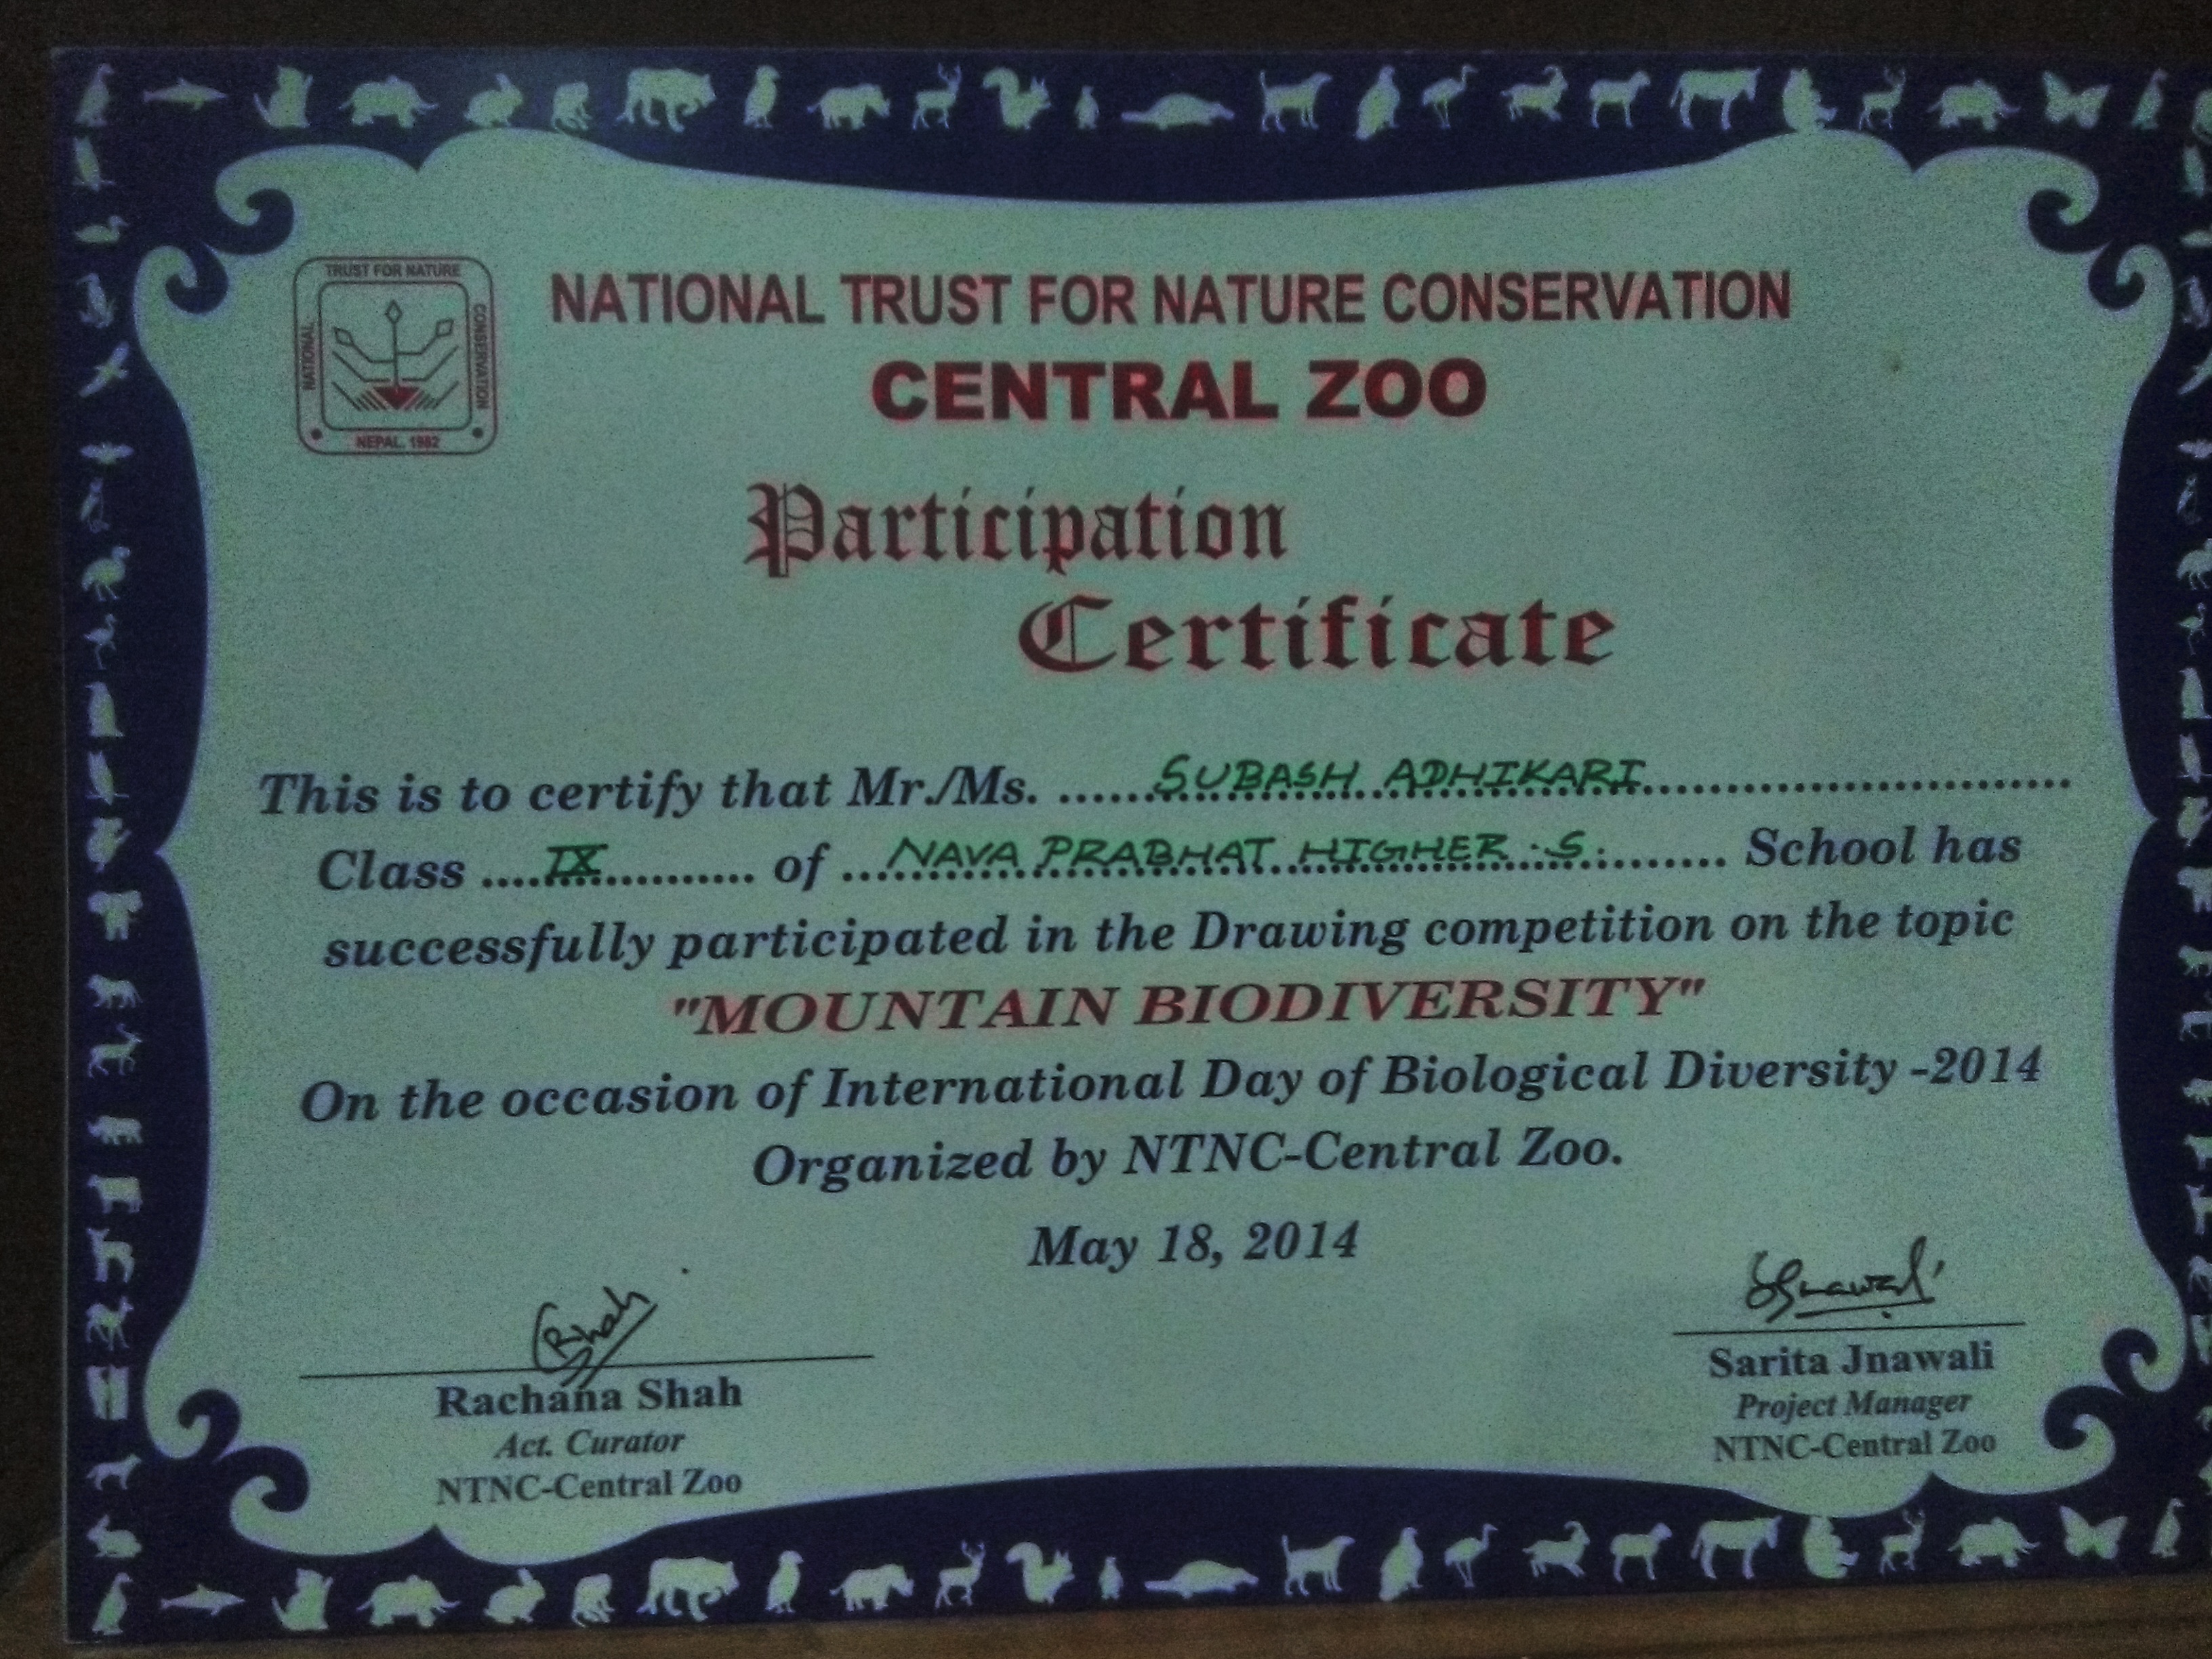 TRUST FOR NATURE
NATIONAL
CONSERVATION
NEPAL. 1982
NATIONAL TRUST FOR NATURE CONSERVATION
CENTRAL ZOO
Participation
Certificate
This is to certify that Mr./Ms. ......SUBASH ADHIKARI............................
Class ....IX........... of ...NAVA PRABHAT HIGHER S. ........ School has
successfully participated in the Drawing competition on the topic
"MOUNTAIN BIODIVERSITY"
On the occasion of International Day of Biological Diversity -2014
Organized by NTNC-Central Zoo.
May 18, 2014
RShah
Rachana Shah
Act. Curator
NTNC-Central Zoo
SJnawali
Sarita Jnawali
Project Manager
NTNC-Central Zoo